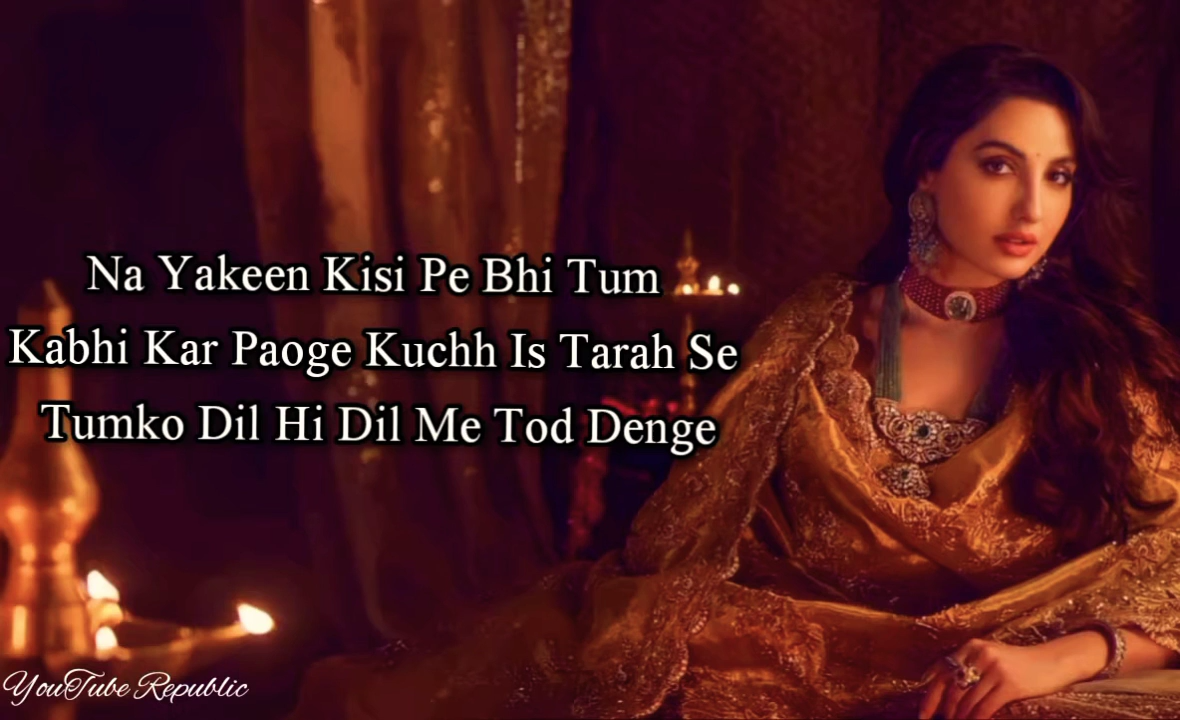 Na Yakeen Kisi Pe Bhi Tum
Kabhi Kar Paoge Kuchh Is Tarah Se
Tumko Dil Hi Dil Me Tod Denge
YouTube Republic